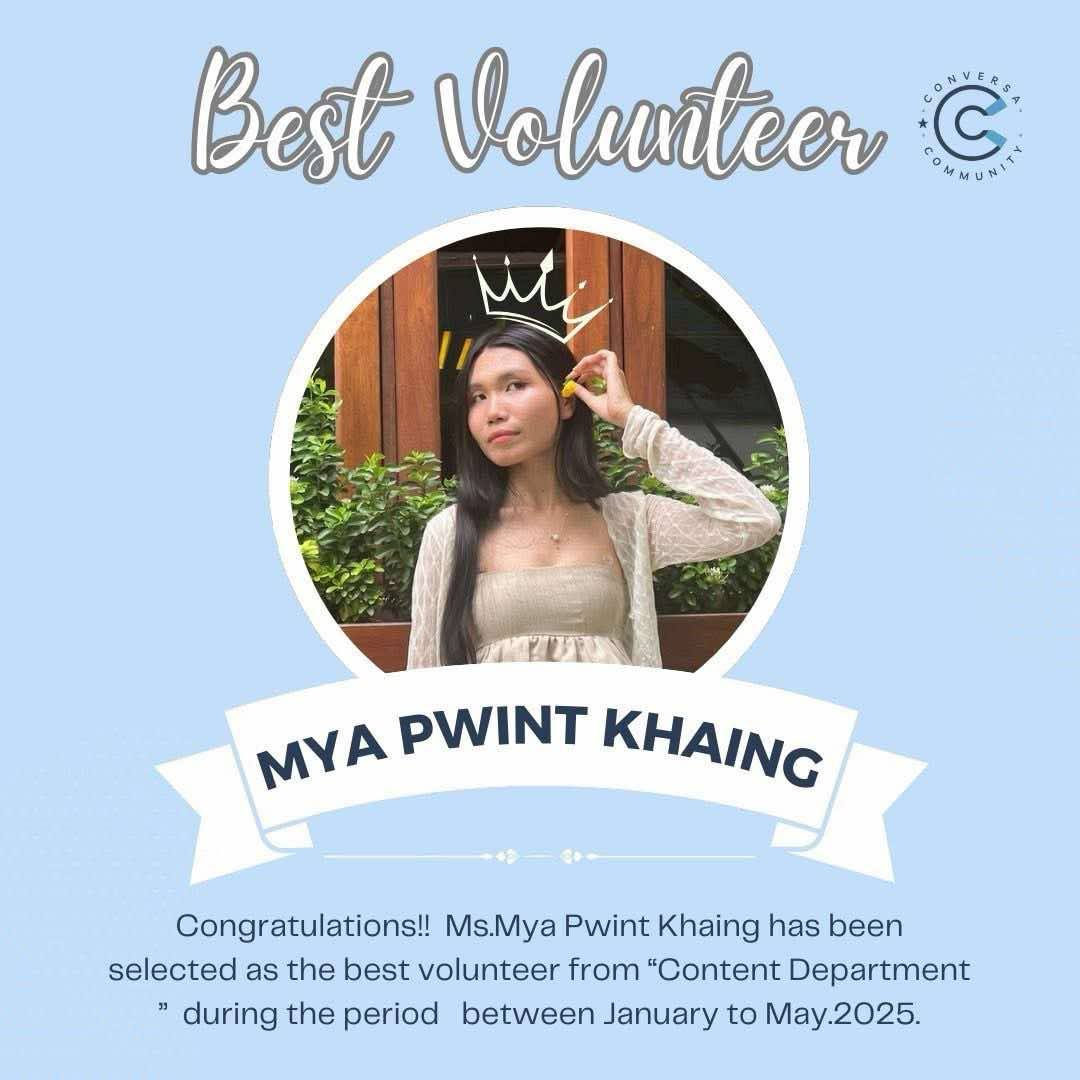 Best Volunteer
CONVERSA
COMMUNITY
MYA PWINT KHAING
Congratulations!!  Ms.Mya Pwint Khaing has been
selected as the best volunteer from “Content Department
”  during the period   between January to May.2025.